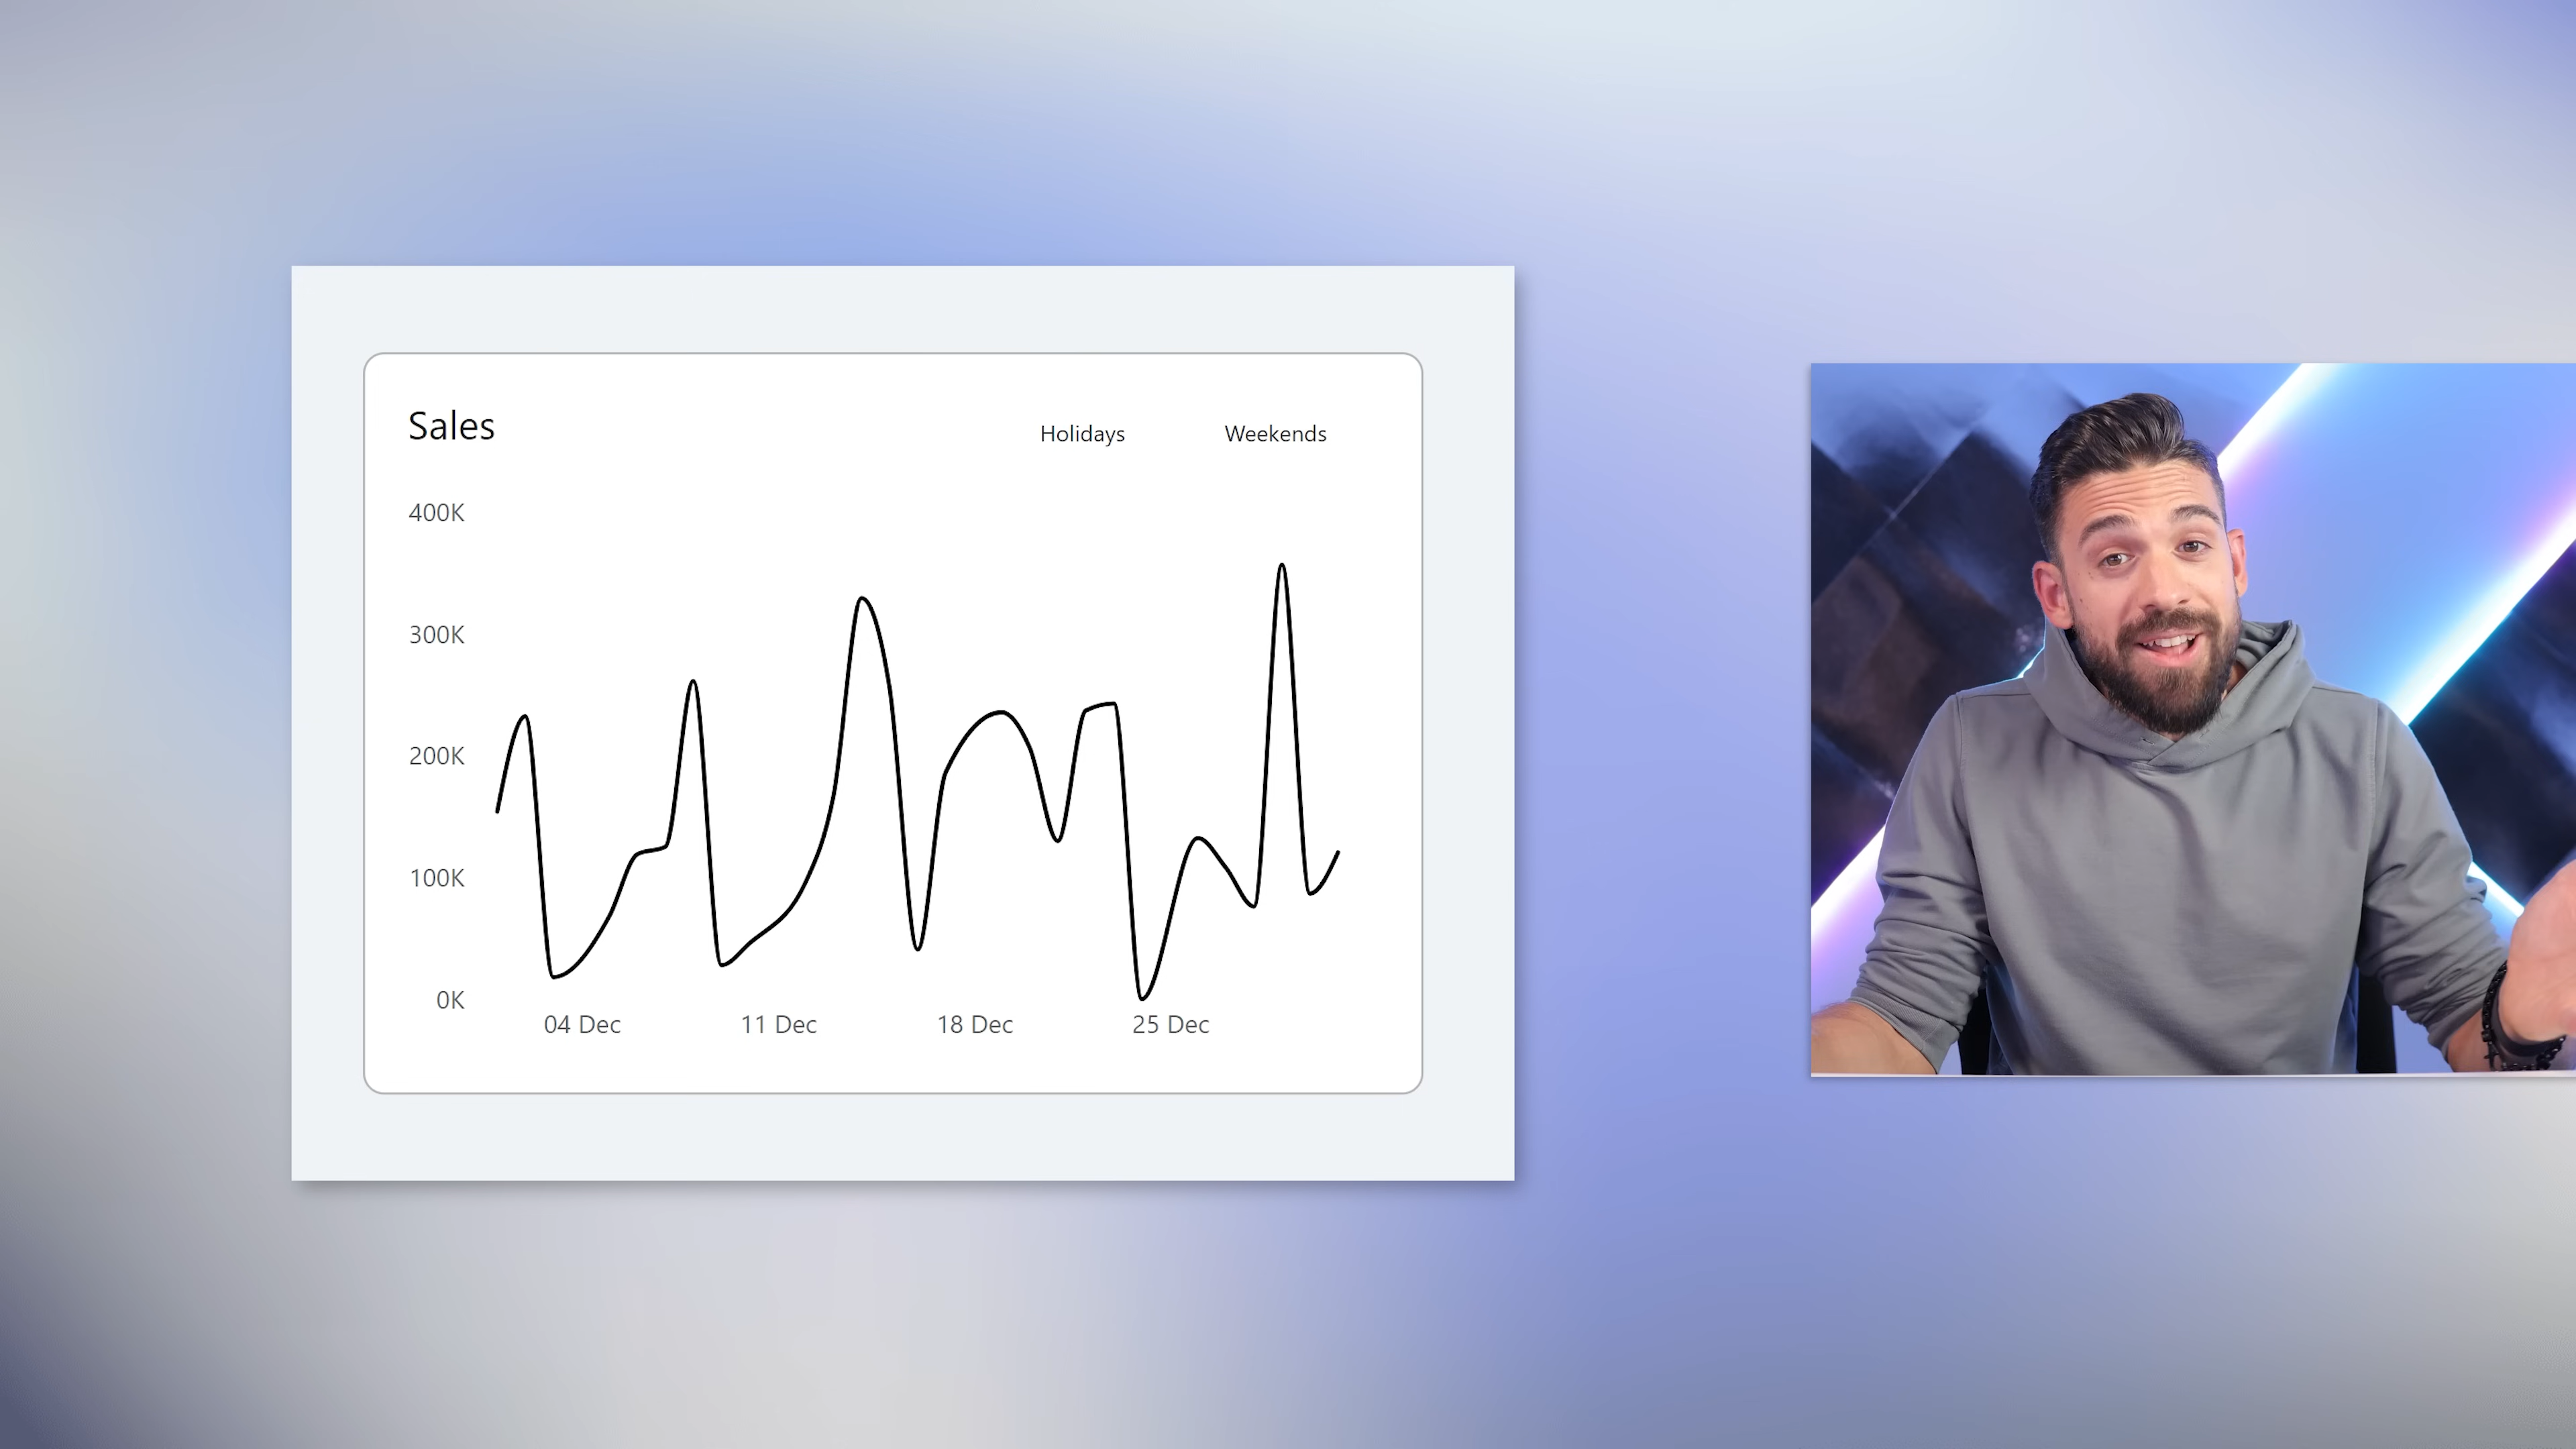 Sales
Holidays
Weekends
400K
300K
200K
100K
0K
04 Dec
11 Dec
18 Dec
25 Dec